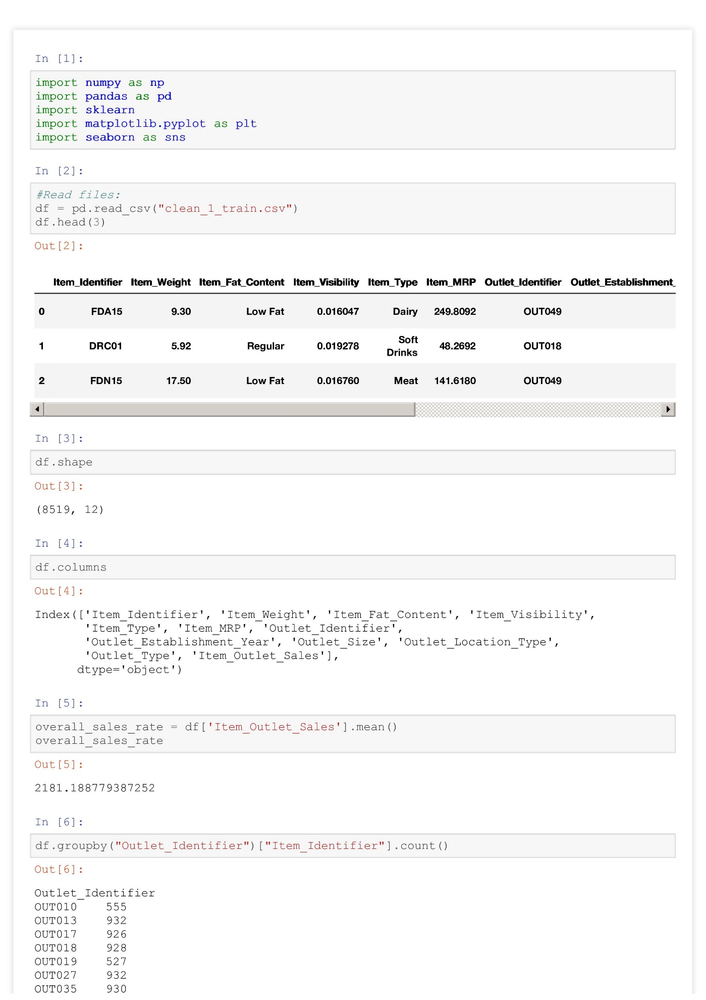 In [1]:
import numpy as np
import pandas as pd
import sklearn
import matplotlib.pyplot as plt
import seaborn as sns
In [2]:
#Read files:
df = pd.read_csv("clean_1_train.csv")
df.head(3)
Out[2]:
Item_Identifier Item_Weight Item_Fat_Content Item_Visibility Item_Type Item_MRP Outlet_Identifier Outlet_Establishment_
0 FDA15 9.30 Low Fat 0.016047 Dairy 249.8092 OUT049
1 DRC01 5.92 Regular 0.019278 Soft Drinks 48.2692 OUT018
2 FDN15 17.50 Low Fat 0.016760 Meat 141.6180 OUT049
In [3]:
df.shape
Out[3]:
(8519, 12)
In [4]:
df.columns
Out[4]:
Index(['Item_Identifier', 'Item_Weight', 'Item_Fat_Content', 'Item_Visibility',
'Item_Type', 'Item_MRP', 'Outlet_Identifier',
'Outlet_Establishment_Year', 'Outlet_Size', 'Outlet_Location_Type',
'Outlet_Type', 'Item_Outlet_Sales'],
dtype='object')
In [5]:
overall_sales_rate = df['Item_Outlet_Sales'].mean()
overall_sales_rate
Out[5]:
2181.188779387252
In [6]:
df.groupby("Outlet_Identifier")["Item_Identifier"].count()
Out[6]:
Outlet_Identifier
OUT010 555
OUT013 932
OUT017 926
OUT018 928
OUT019 527
OUT027 932
OUT035 930